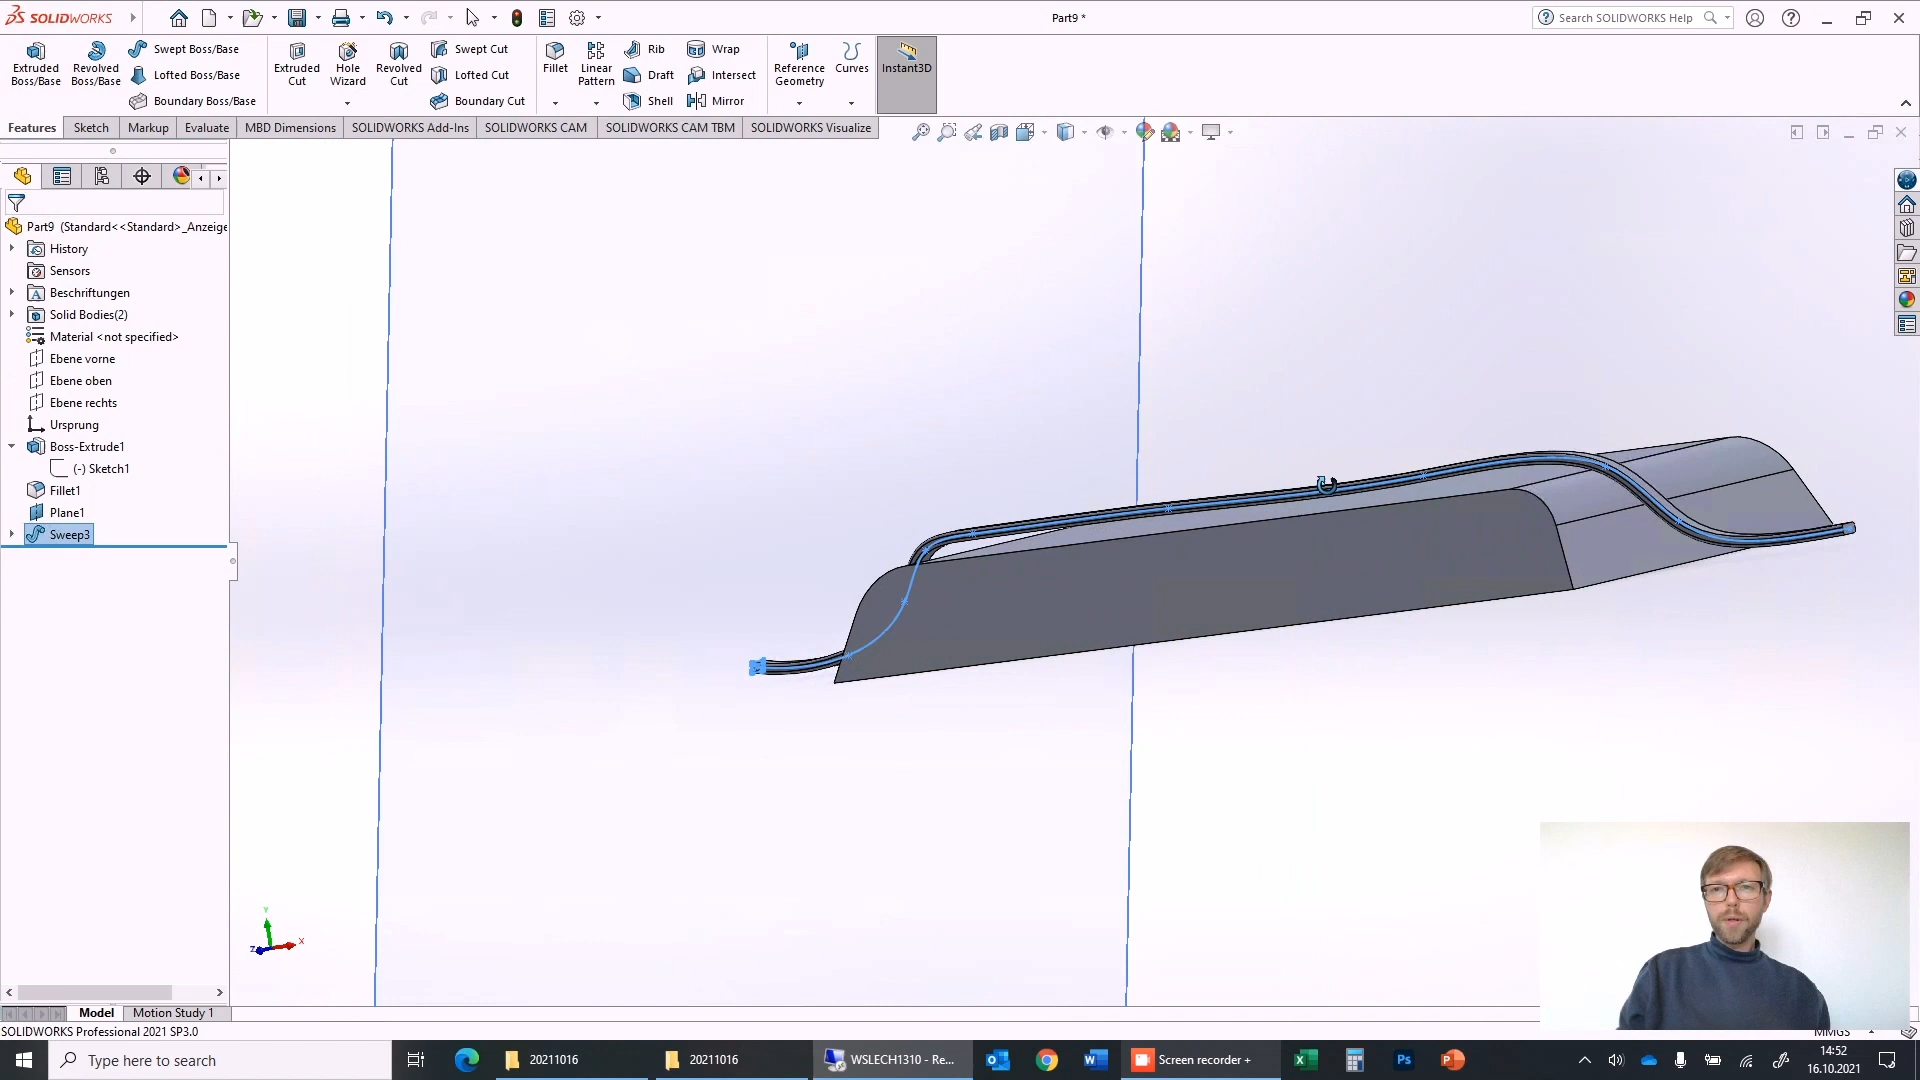 SOLIDWORKS
Part9 *
Search SOLIDWORKS Help
Extruded Boss/Base
Revolved Boss/Base
Swept Boss/Base
Lofted Boss/Base
Boundary Boss/Base
Extruded Cut
Hole Wizard
Revolved Cut
Swept Cut
Lofted Cut
Boundary Cut
Fillet
Linear Pattern
Rib
Draft
Shell
Wrap
Intersect
Mirror
Reference Geometry
Curves
Instant3D
Features
Sketch
Markup
Evaluate
MBD Dimensions
SOLIDWORKS Add-Ins
SOLIDWORKS CAM
SOLIDWORKS CAM TBM
SOLIDWORKS Visualize
Part9 (Standard<<Standard>_Anzeige
History
Sensors
Beschriftungen
Solid Bodies(2)
Material <not specified>
Ebene vorne
Ebene oben
Ebene rechts
Ursprung
Boss-Extrude1
(-) Sketch1
Fillet1
Plane1
Sweep3
Y
X
Z
Model
Motion Study 1
SOLIDWORKS Professional 2021 SP3.0
MMGS
Type here to search
20211016
20211016
WSLECH1310 - Re...
Screen recorder +
14:52
16.10.2021